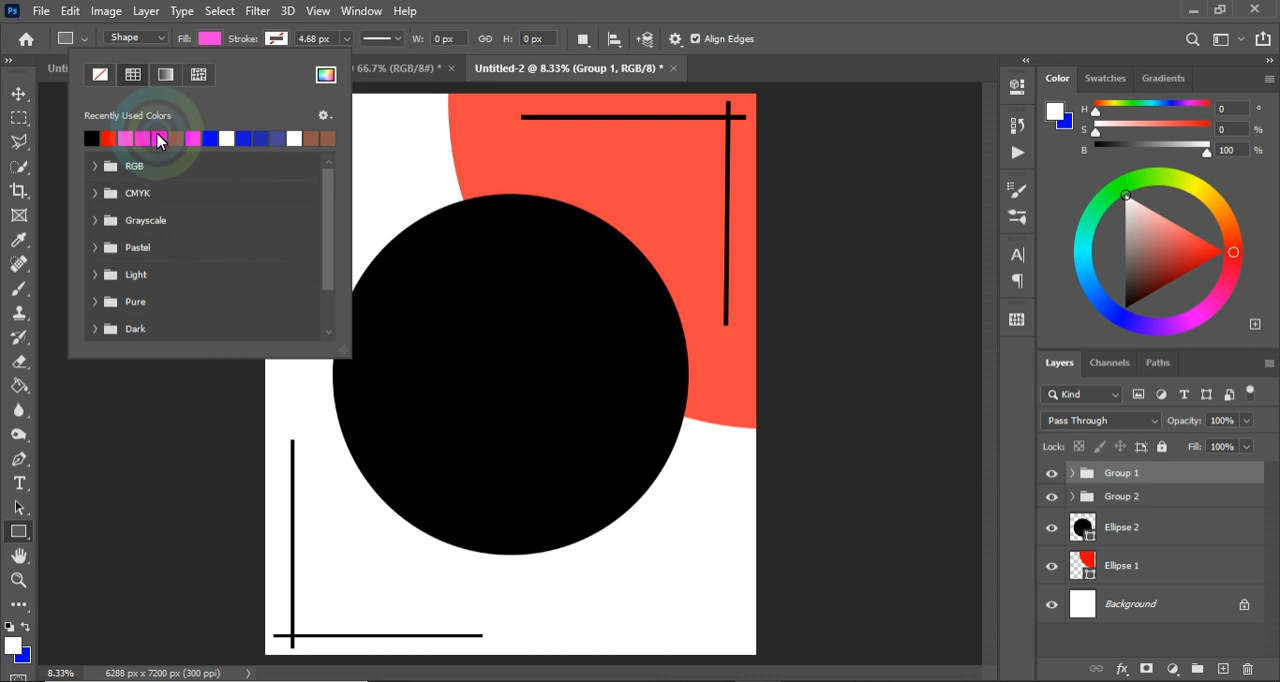 Ps File Edit Image Layer Type Select Filter 3D View Window Help
Shape Fill: Stroke: 4.68 px W: 0 px H: 0 px Align Edges
Unti 66.7% (RGB/8#) * × Untitled-2 @ 8.33% (Group 1, RGB/8) * ×
Recently Used Colors
RGB
CMYK
Grayscale
Pastel
Light
Pure
Dark
Color Swatches Gradients
H 0 °
S 0 %
B 100 %
Layers Channels Paths
Kind
Pass Through Opacity: 100%
Lock: Fill: 100%
Group 1
Group 2
Ellipse 2
Ellipse 1
Background
8.33% 6288 px x 7200 px (300 ppi)